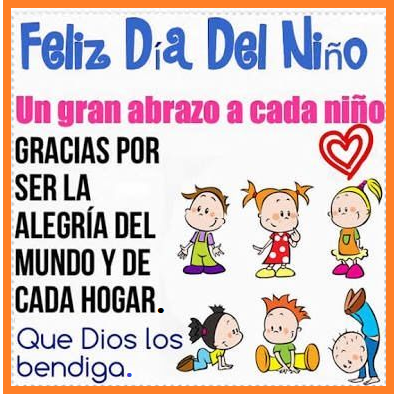 Feliz Día Del Niño
Un gran abrazo a cada niño
GRACIAS POR
SER LA
ALEGRÍA DEL
MUNDO Y DE
CADA HOGAR.
Que Dios los
bendiga.